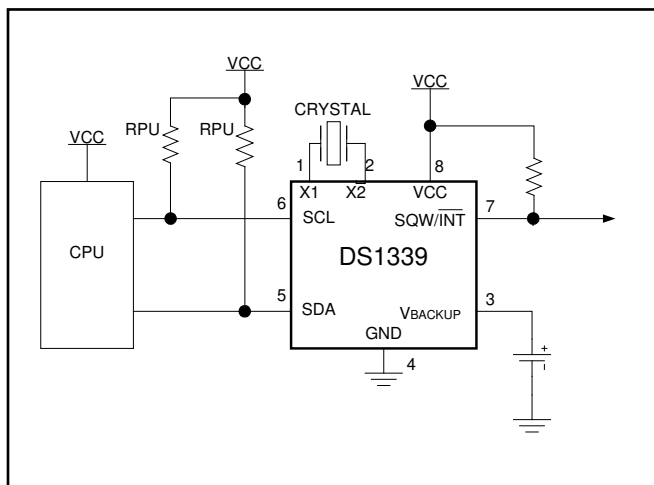 VCC
VCC
CRYSTAL
RPU
RPU
VCC
1
2
8
X1
X2
VCC
6
SCL
SQW/INT
7
CPU
DS1339
5
SDA
VBACKUP
3
GND
4
+
-